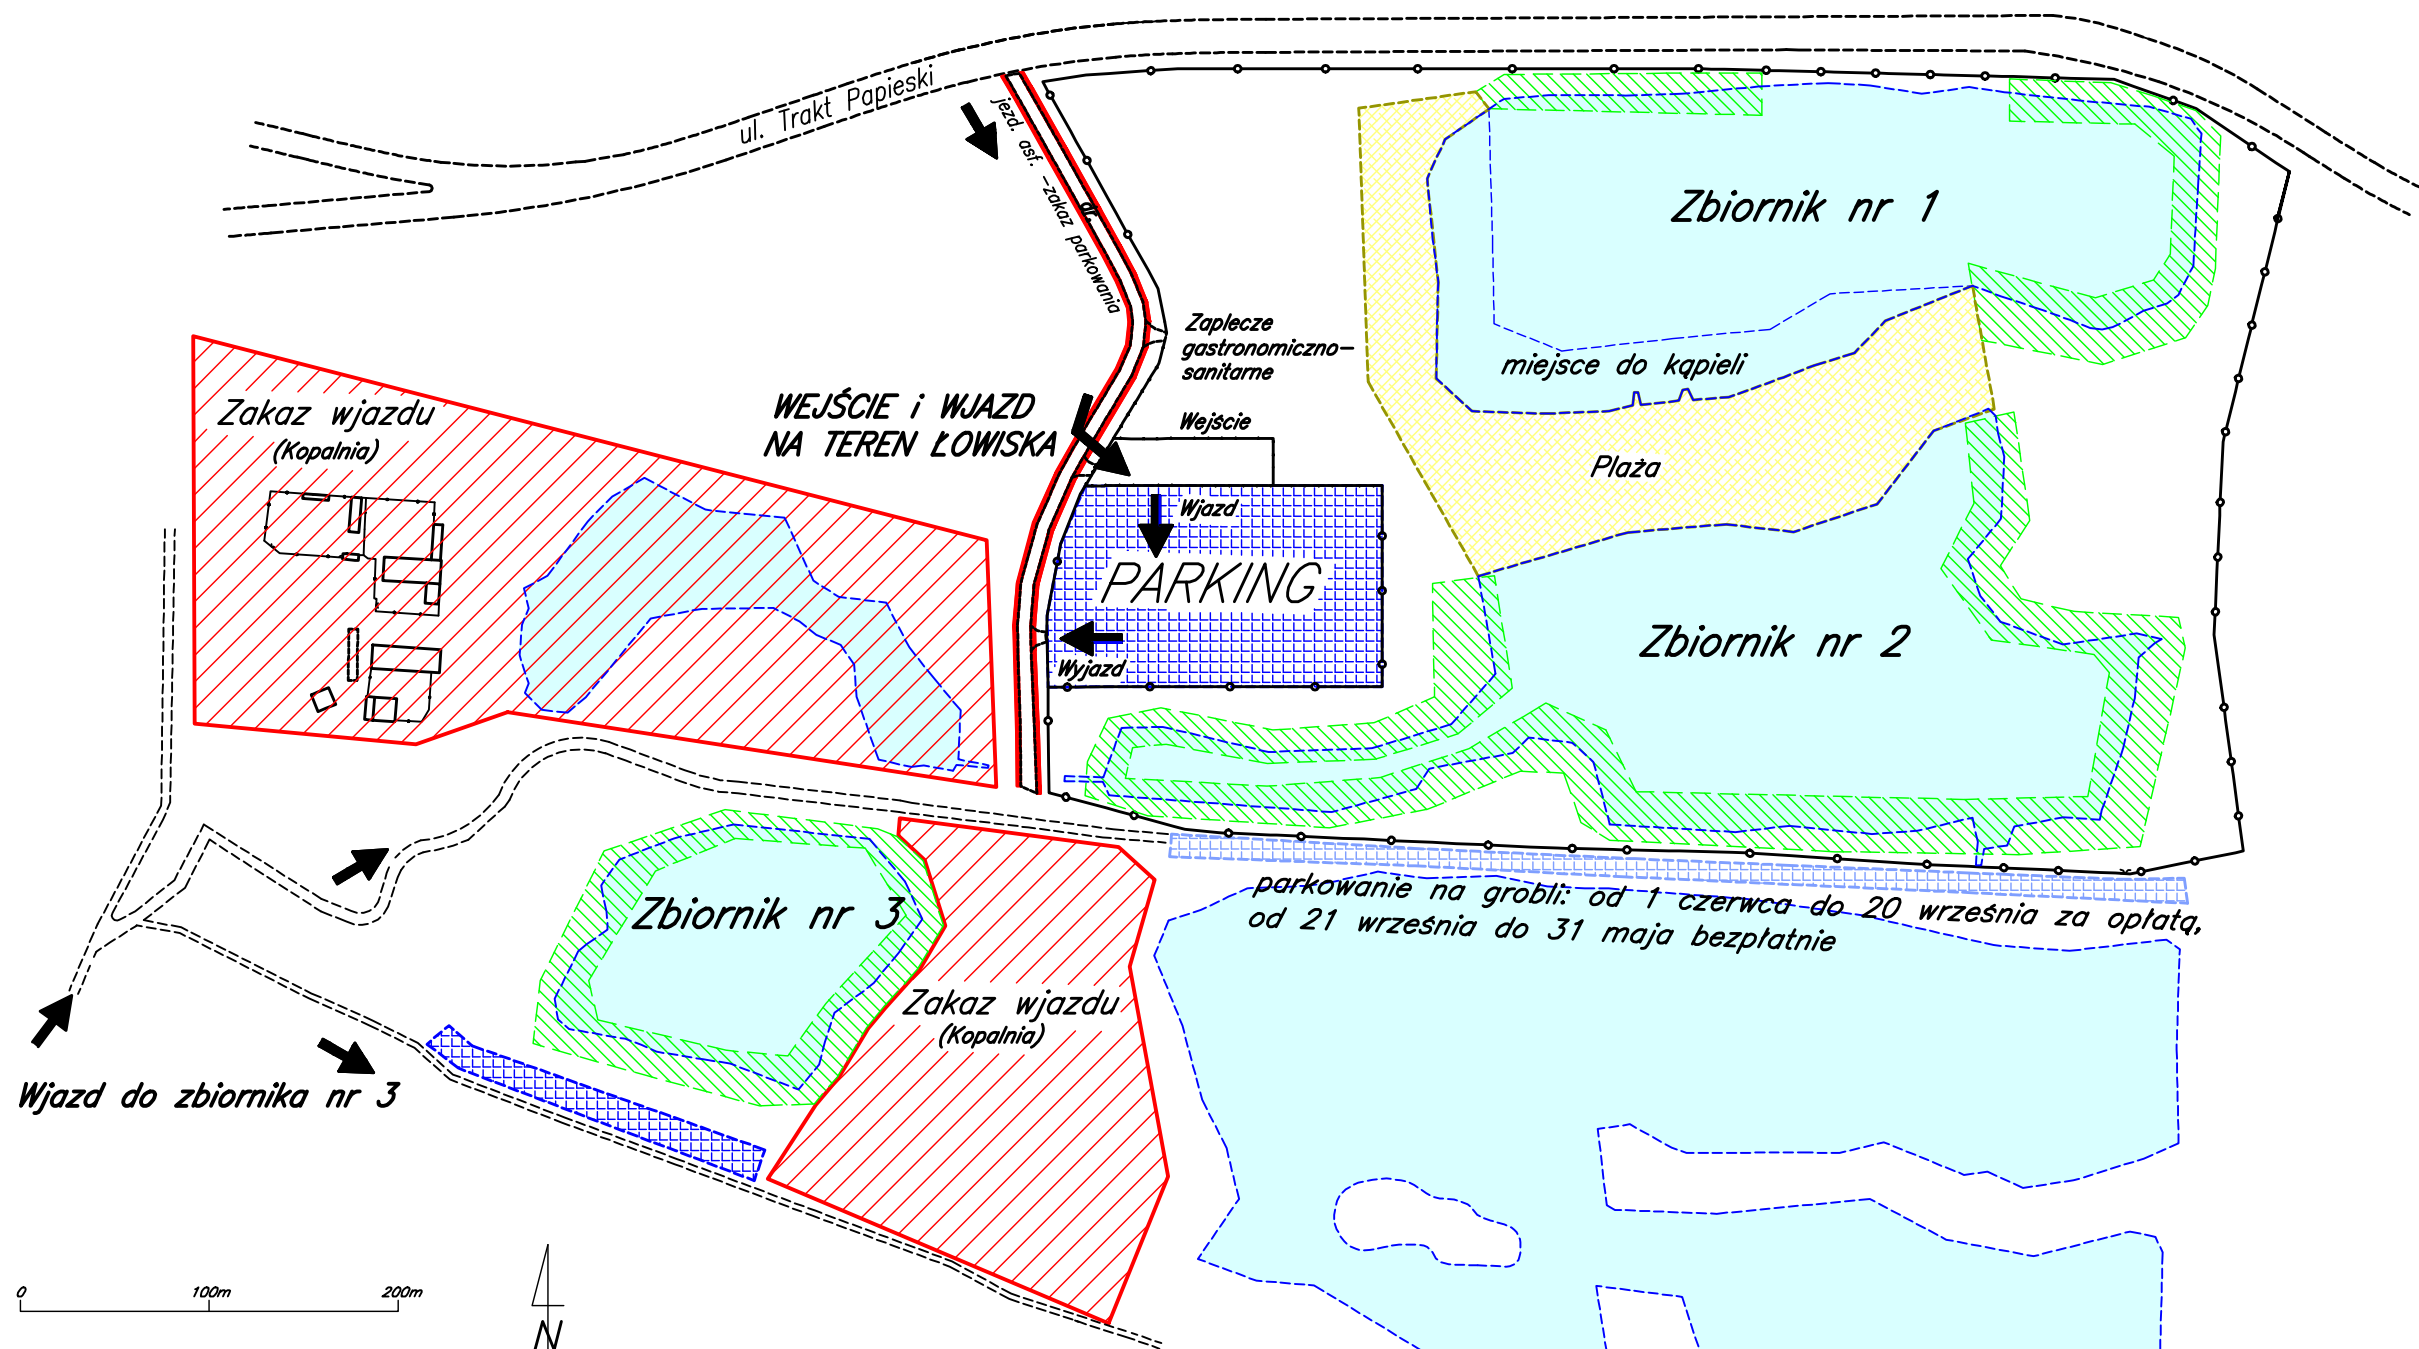 ul. Trakt Papieski
jezd. asf. -zakaz parkowania
dr.
Zbiornik nr 1
Zaplecze
gastronomiczno-
sanitarne
miejsce do kąpieli
Zakaz wjazdu
(Kopalnia)
WEJŚCIE i WJAZD
NA TEREN ŁOWISKA
Wejście
Plaża
Wjazd
PARKING
Wyjazd
Zbiornik nr 2
Zbiornik nr 3
parkowanie na grobli: od 1 czerwca do 20 września za opłatą,
od 21 września do 31 maja bezpłatnie
Zakaz wjazdu
(Kopalnia)
Wjazd do zbiornika nr 3
0 100m 200m
N